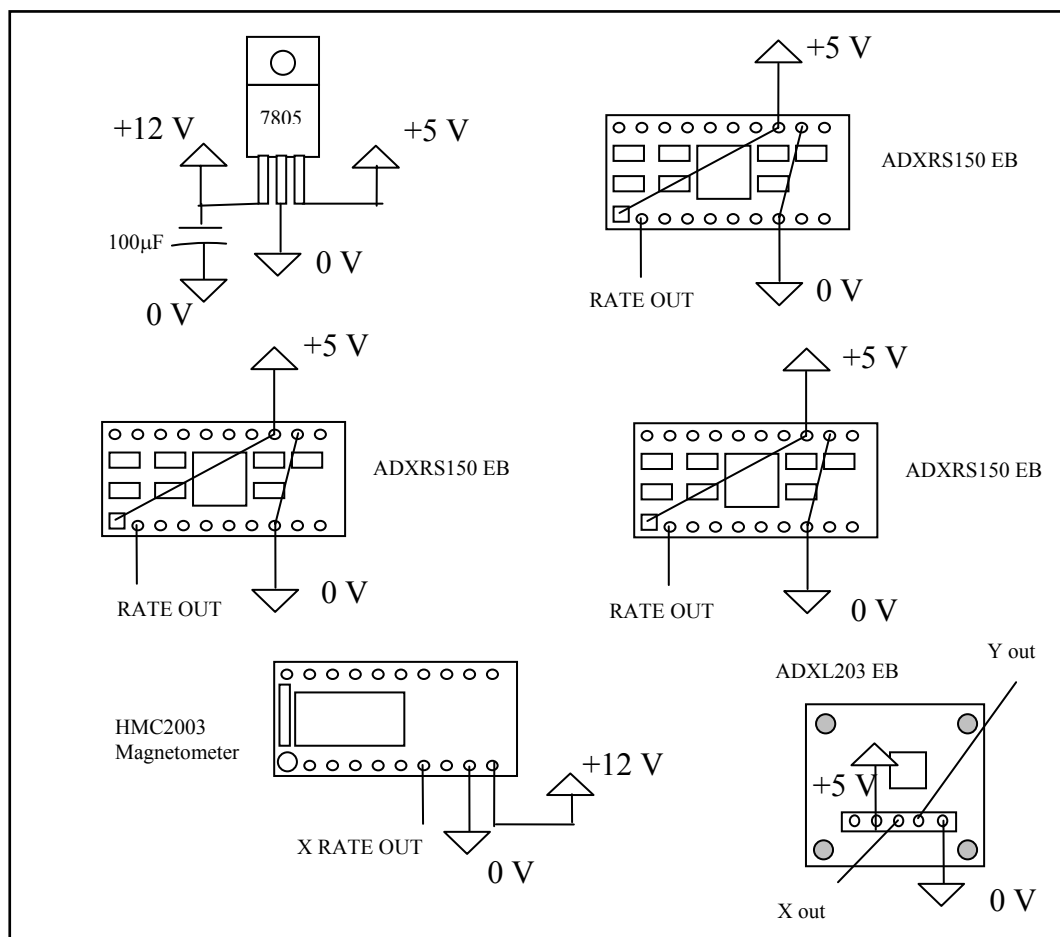 7805
+12 V
+5 V
100μF
0 V
0 V
+5 V
ADXRS150 EB
RATE OUT
0 V
+5 V
ADXRS150 EB
RATE OUT
0 V
+5 V
ADXRS150 EB
RATE OUT
0 V
HMC2003
Magnetometer
+12 V
X RATE OUT
0 V
Y out
ADXL203 EB
+5 V
X out
0 V